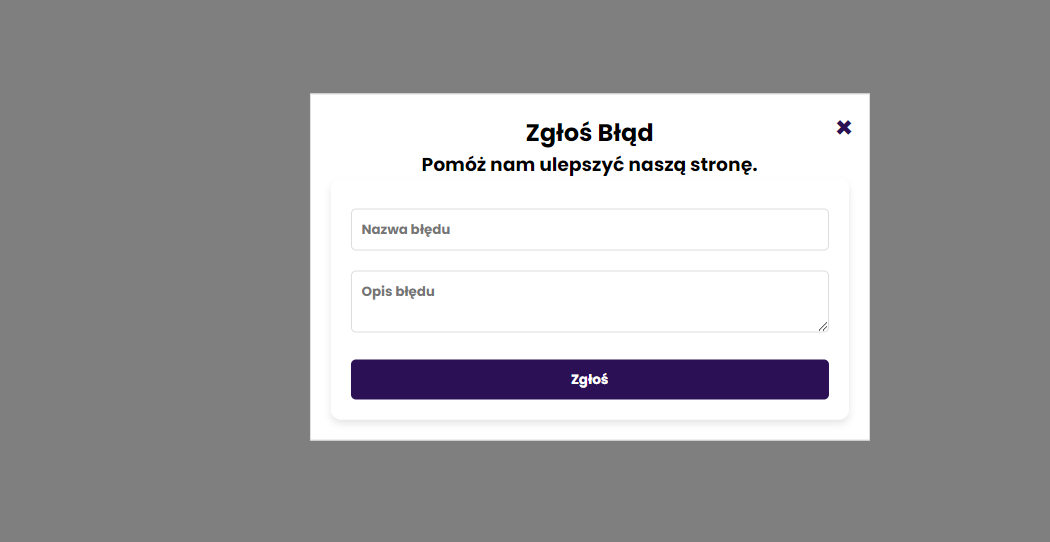 Zgłoś Błąd
Pomóż nam ulepszyć naszą stronę.
Nazwa błędu
Opis błędu
Zgłoś